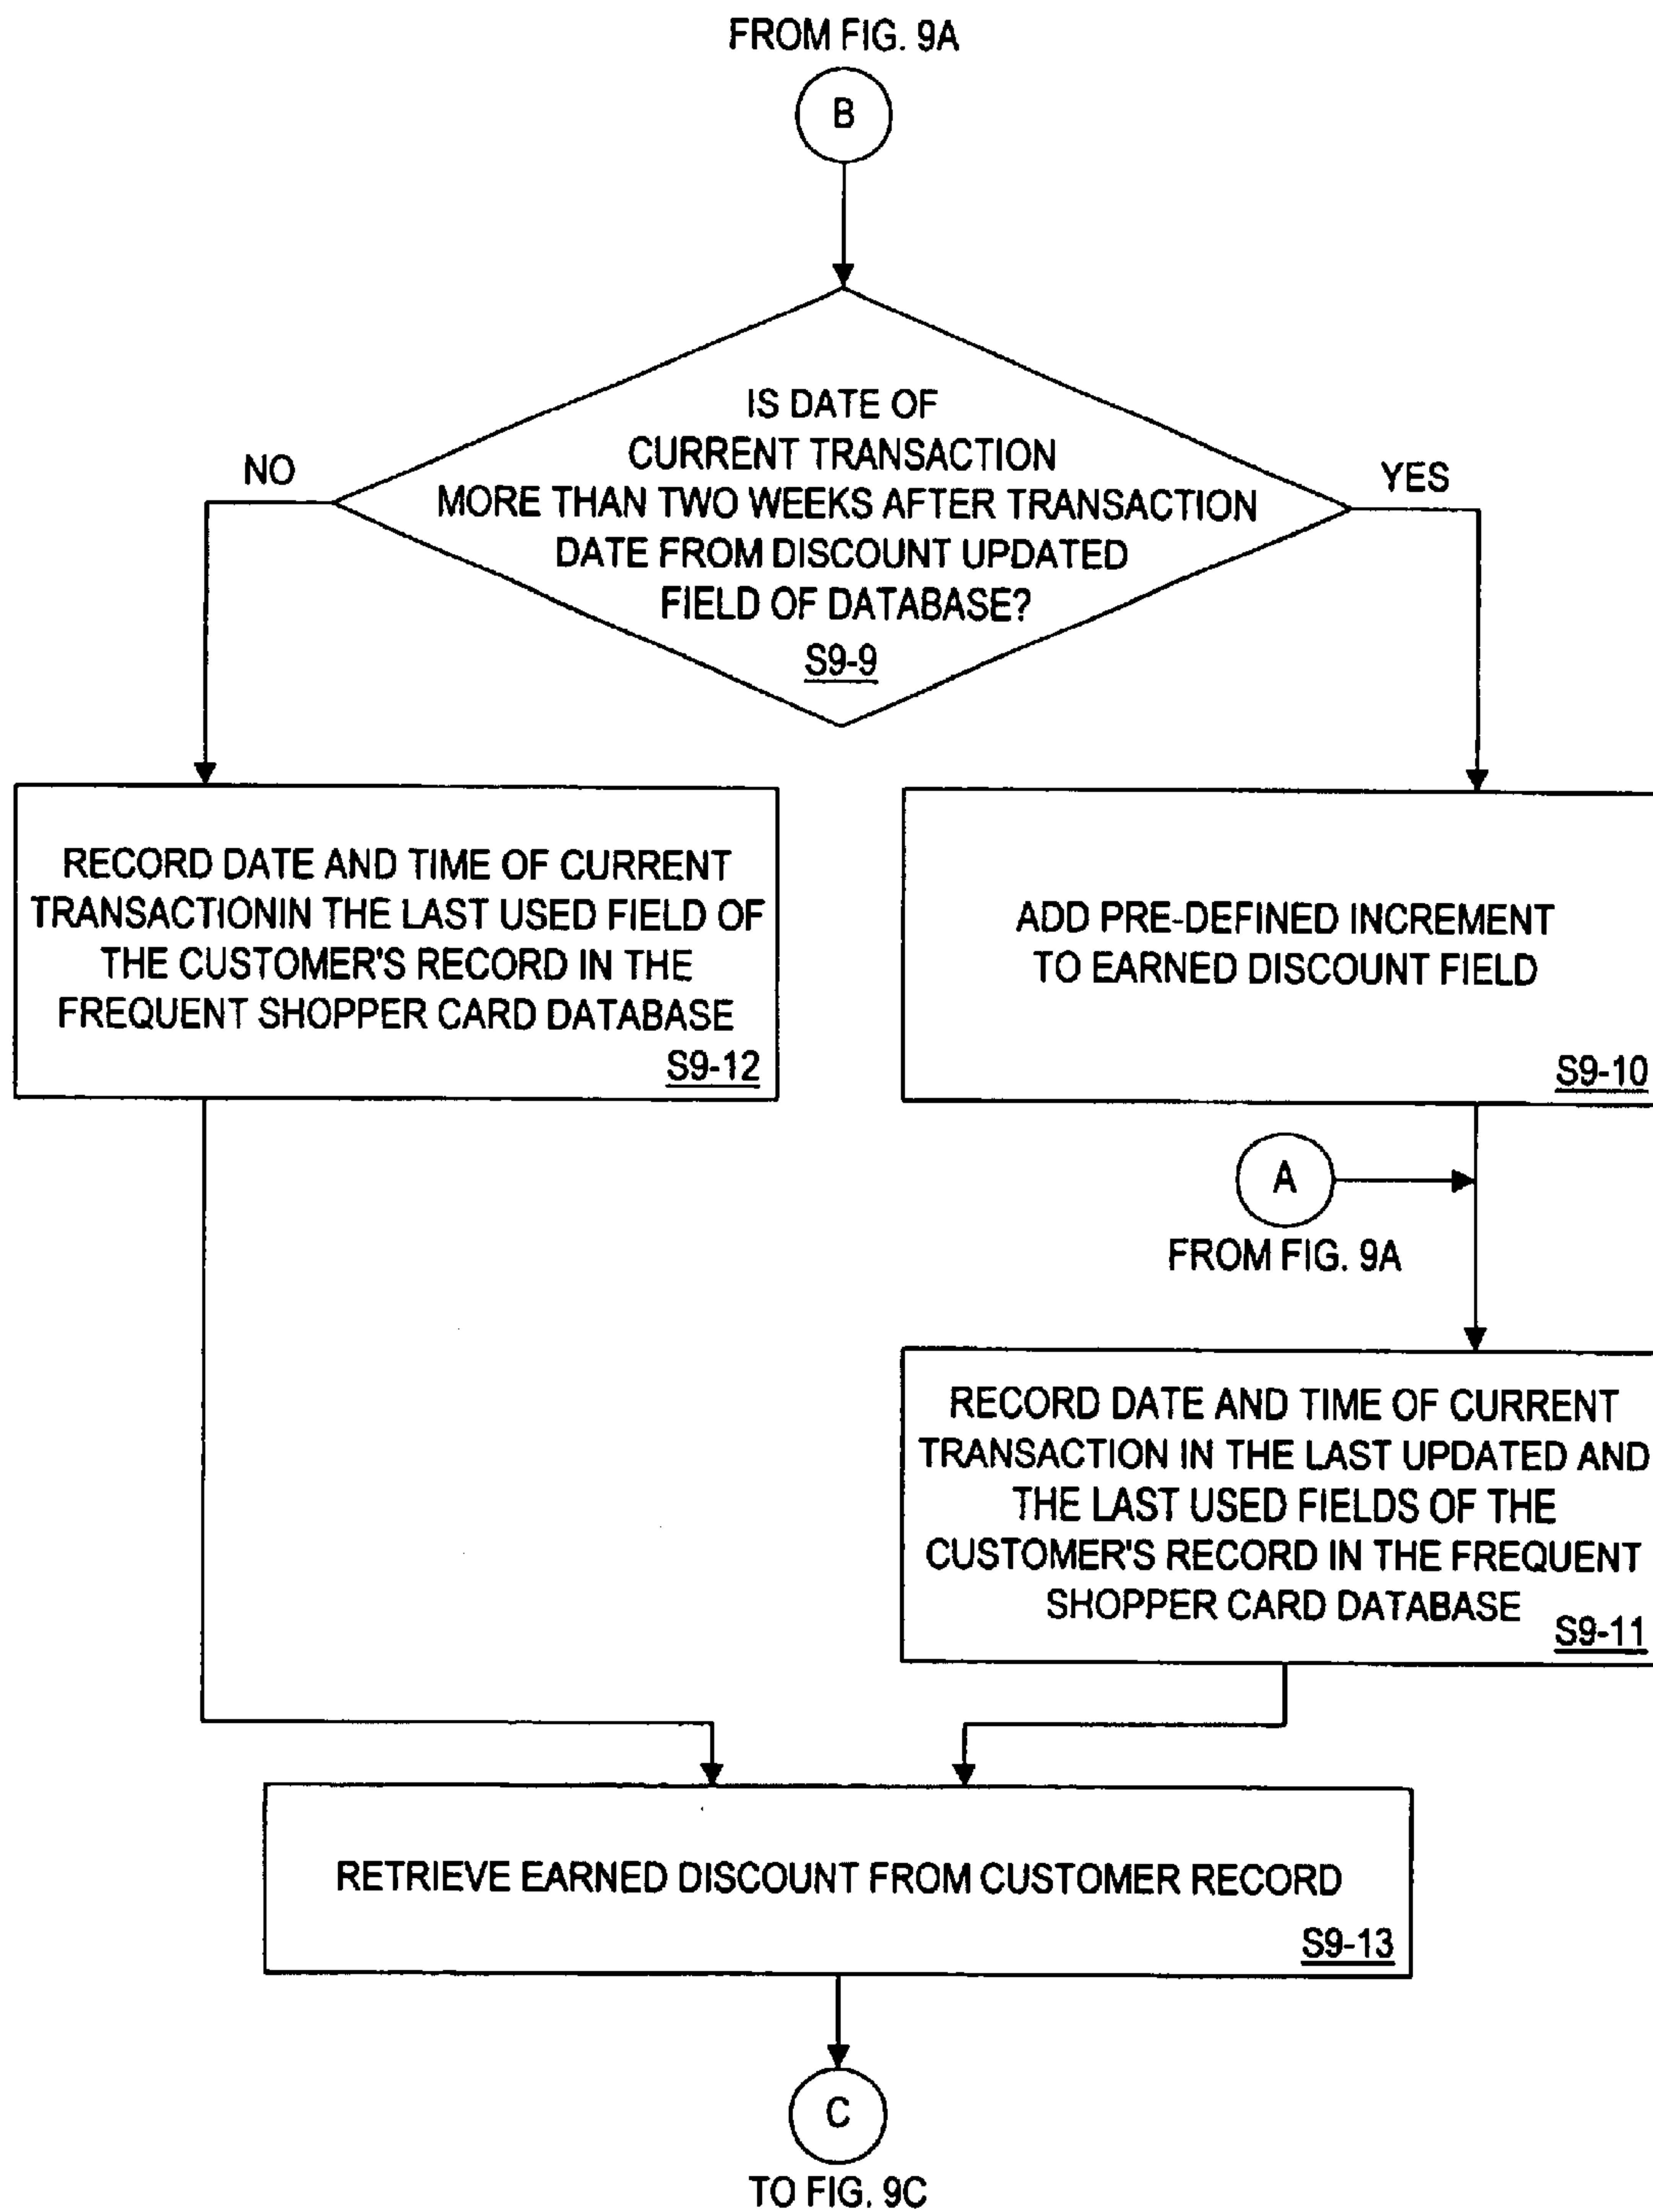 FROM FIG. 9A
B
IS DATE OF
CURRENT TRANSACTION
MORE THAN TWO WEEKS AFTER TRANSACTION
DATE FROM DISCOUNT UPDATED
FIELD OF DATABASE?
S9-9
NO
YES
RECORD DATE AND TIME OF CURRENT
TRANSACTIONIN THE LAST USED FIELD OF
THE CUSTOMER'S RECORD IN THE
FREQUENT SHOPPER CARD DATABASE
S9-12
ADD PRE-DEFINED INCREMENT
TO EARNED DISCOUNT FIELD
S9-10
A
FROM FIG. 9A
RECORD DATE AND TIME OF CURRENT
TRANSACTION IN THE LAST UPDATED AND
THE LAST USED FIELDS OF THE
CUSTOMER'S RECORD IN THE FREQUENT
SHOPPER CARD DATABASE
S9-11
RETRIEVE EARNED DISCOUNT FROM CUSTOMER RECORD
S9-13
C
TO FIG. 9C